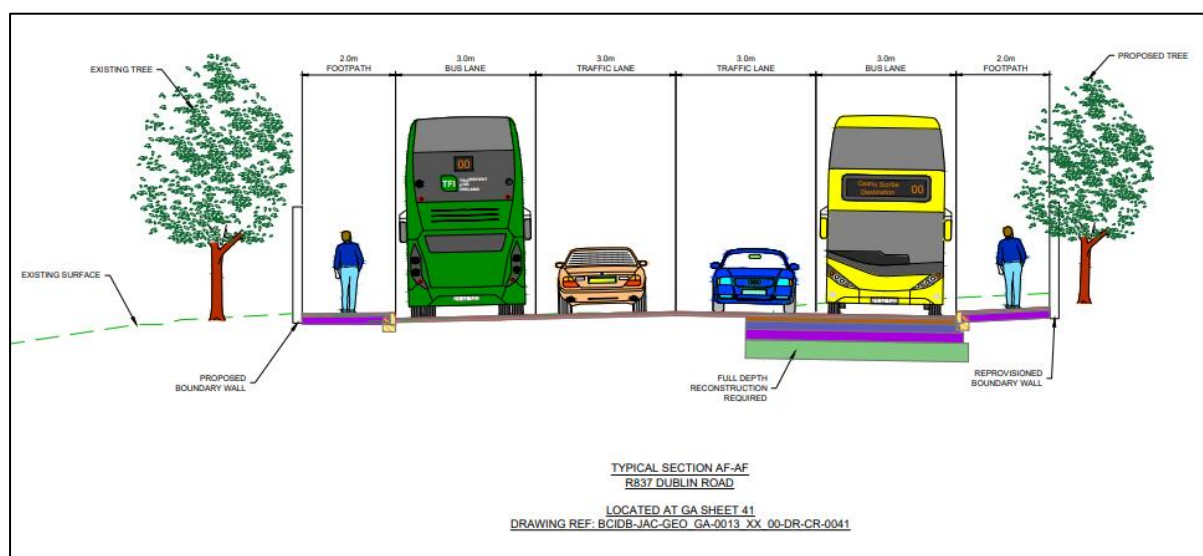 2.0m
FOOTPATH
3.0m
BUS LANE
3.0m
TRAFFIC LANE
3.0m
TRAFFIC LANE
3.0m
BUS LANE
2.0m
FOOTPATH
EXISTING TREE
PROPOSED TREE
00
TFI
FOR
Scribe
Destination
00
EXISTING SURFACE
PROPOSED
BOUNDARY WALL
FULL DEPTH
RECONSTRUCTION
REQUIRED
REPROVISIONED
BOUNDARY WALL
TYPICAL SECTION AF-AF
R837 DUBLIN ROAD
LOCATED AT GA SHEET 41
DRAWING REF: BCIDB-JAC-GEO_GA-0013_XX_00-DR-CR-0041